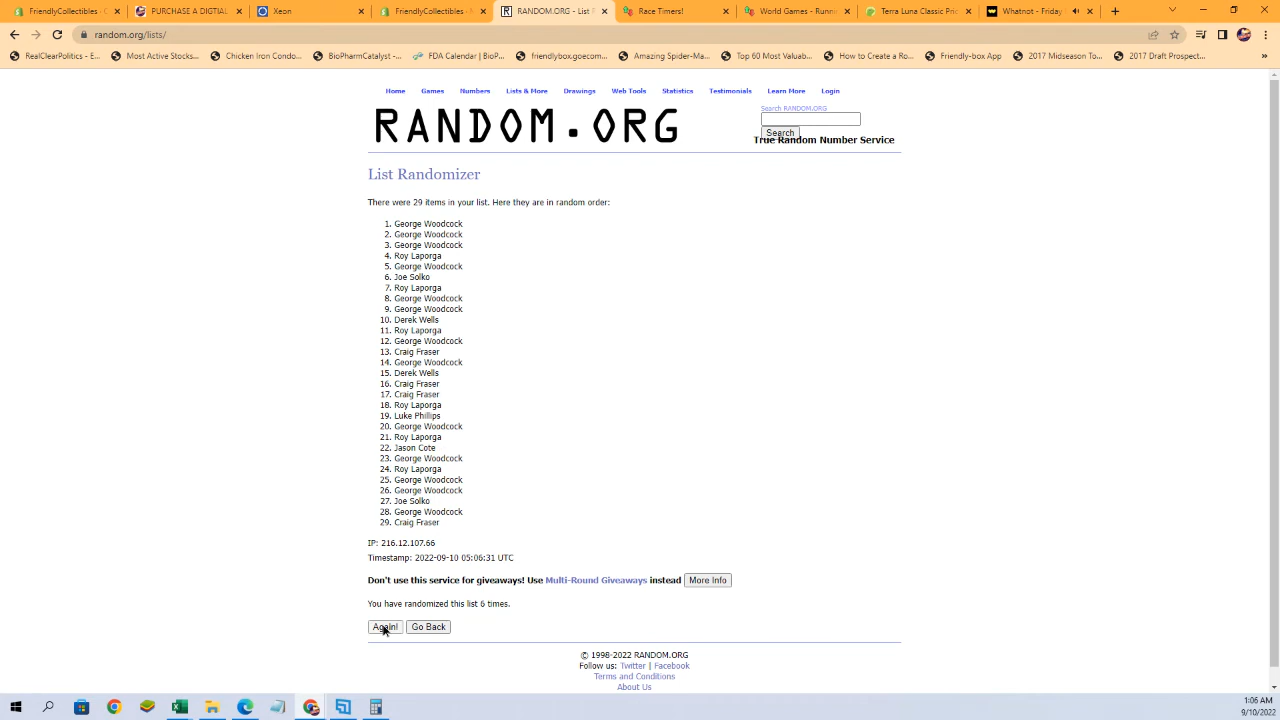 FriendlyCollectibles - C
PURCHASE A DIGTIAL
Xeon
FriendlyCollectibles - C
RANDOM.ORG - L
Race Times!
World Games - Runni
Terra Luna Classic Pric
Whatnot - Friday
random.org/lists/
RealClearPolitics - E...
Most Active Stocks...
Chicken Iron Condo...
BioPharmCatalyst -...
FDA Calendar | BioP...
friendlybox.goecom...
Amazing Spider-Ma...
Top 60 Most Valuab...
How to Create a Ro...
Friendly-box App
2017 Midseason To...
2017 Draft Prospect...
Home Games Numbers Lists & More Drawings Web Tools Statistics Testimonials Learn More Login
RANDOM.ORG
Search RANDOM.ORG
Search
True Random Number Service
List Randomizer
There were 29 items in your list. Here they are in random order:
1. George Woodcock
2. George Woodcock
3. George Woodcock
4. Roy Laporga
5. George Woodcock
6. Joe Solko
7. Roy Laporga
8. George Woodcock
9. George Woodcock
10. Derek Wells
11. Roy Laporga
12. George Woodcock
13. Craig Fraser
14. George Woodcock
15. Derek Wells
16. Craig Fraser
17. Craig Fraser
18. Roy Laporga
19. Luke Phillips
20. George Woodcock
21. Roy Laporga
22. Jason Cote
23. George Woodcock
24. Roy Laporga
25. George Woodcock
26. George Woodcock
27. Joe Solko
28. George Woodcock
29. Craig Fraser
IP: 216.12.107.66
Timestamp: 2022-09-10 05:06:31 UTC
Don't use this service for giveaways! Use Multi-Round Giveaways instead More Info
You have randomized this list 6 times.
Again! Go Back
© 1998-2022 RANDOM.ORG
Follow us: Twitter | Facebook
Terms and Conditions
About Us
1:06 AM
9/10/2022